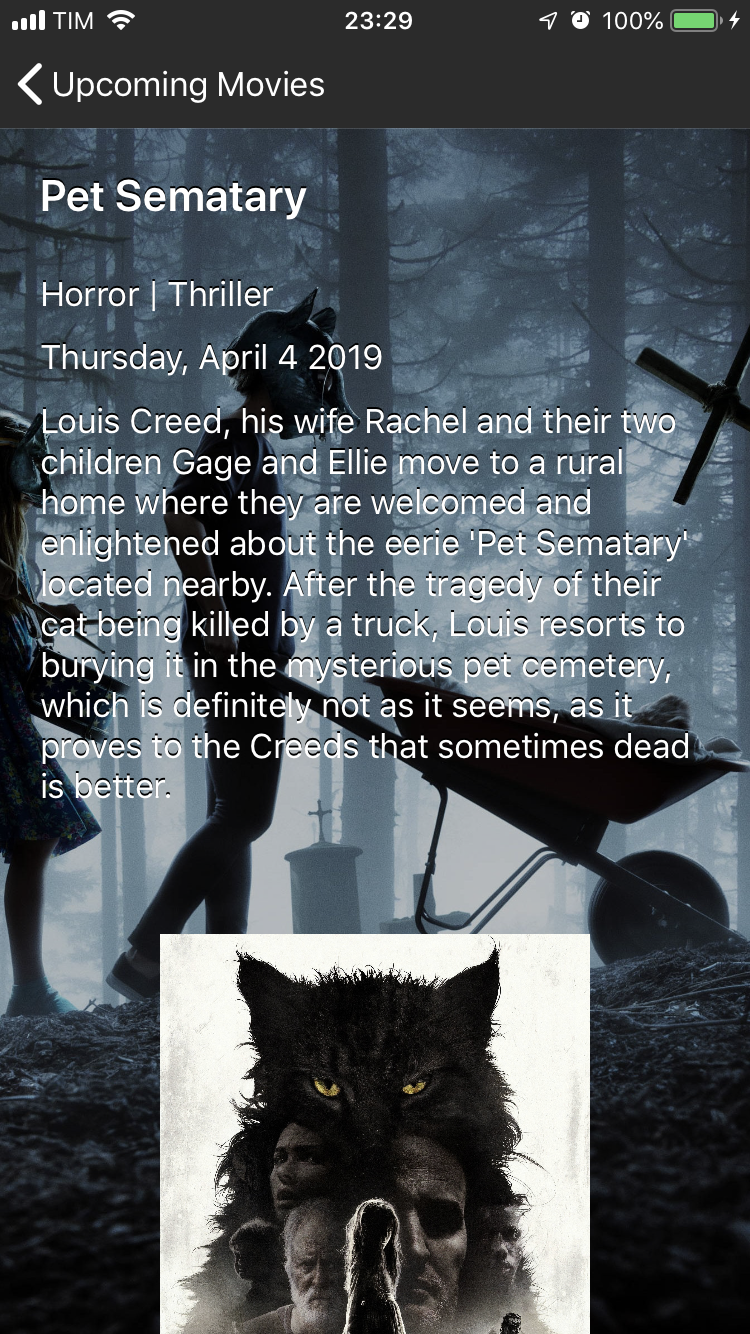 TIM 23:29 100%
Upcoming Movies
Pet Sematary
Horror | Thriller
Thursday, April 4 2019
Louis Creed, his wife Rachel and their two
children Gage and Ellie move to a rural
home where they are welcomed and
enlightened about the eerie 'Pet Sematary'
located nearby. After the tragedy of their
cat being killed by a truck, Louis resorts to
burying it in the mysterious pet cemetery,
which is definitely not as it seems, as it
proves to the Creeds that sometimes dead
is better.